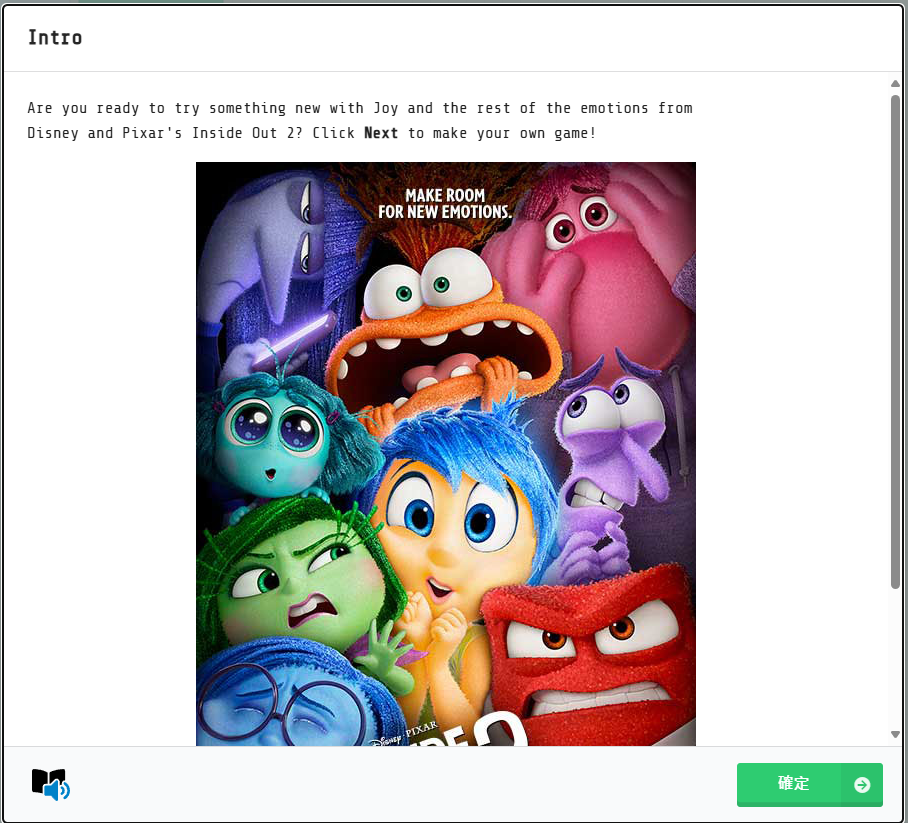 Intro
Are you ready to try something new with Joy and the rest of the emotions from
Disney and Pixar's Inside Out 2? Click Next to make your own game!
MAKE ROOM
FOR NEW EMOTIONS.
DISNEY PIXAR
確定